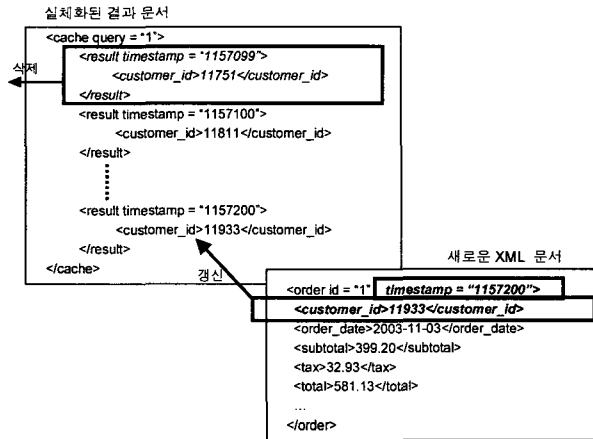 실체화된 결과 문서
<cache query = "1">
<result timestamp = "1157099">
삭제
<customer_id>11751</customer_id>
</result>
<result timestamp = "1157100">
<customer_id>11811</customer_id>
</result>
<result timestamp = "1157200">
<customer_id>11933</customer_id>
</result>
</cache>
갱신
새로운 XML 문서
<order id = "1" timestamp = "1157200">
<customer_id>11933</customer_id>
<order_date>2003-11-03</order_date>
<subtotal>399.20</subtotal>
<tax>32.93</tax>
<total>581.13</total>
...
</order>